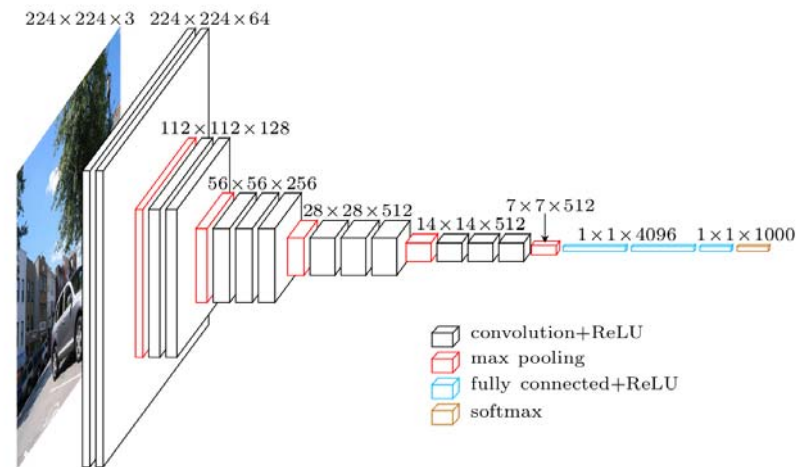 224×224×3
224×224×64
112×112×128
56×56×256
28×28×512
14×14×512
7×7×512
1×1×4096
1×1×1000
convolution+ReLU
max pooling
fully connected+ReLU
softmax